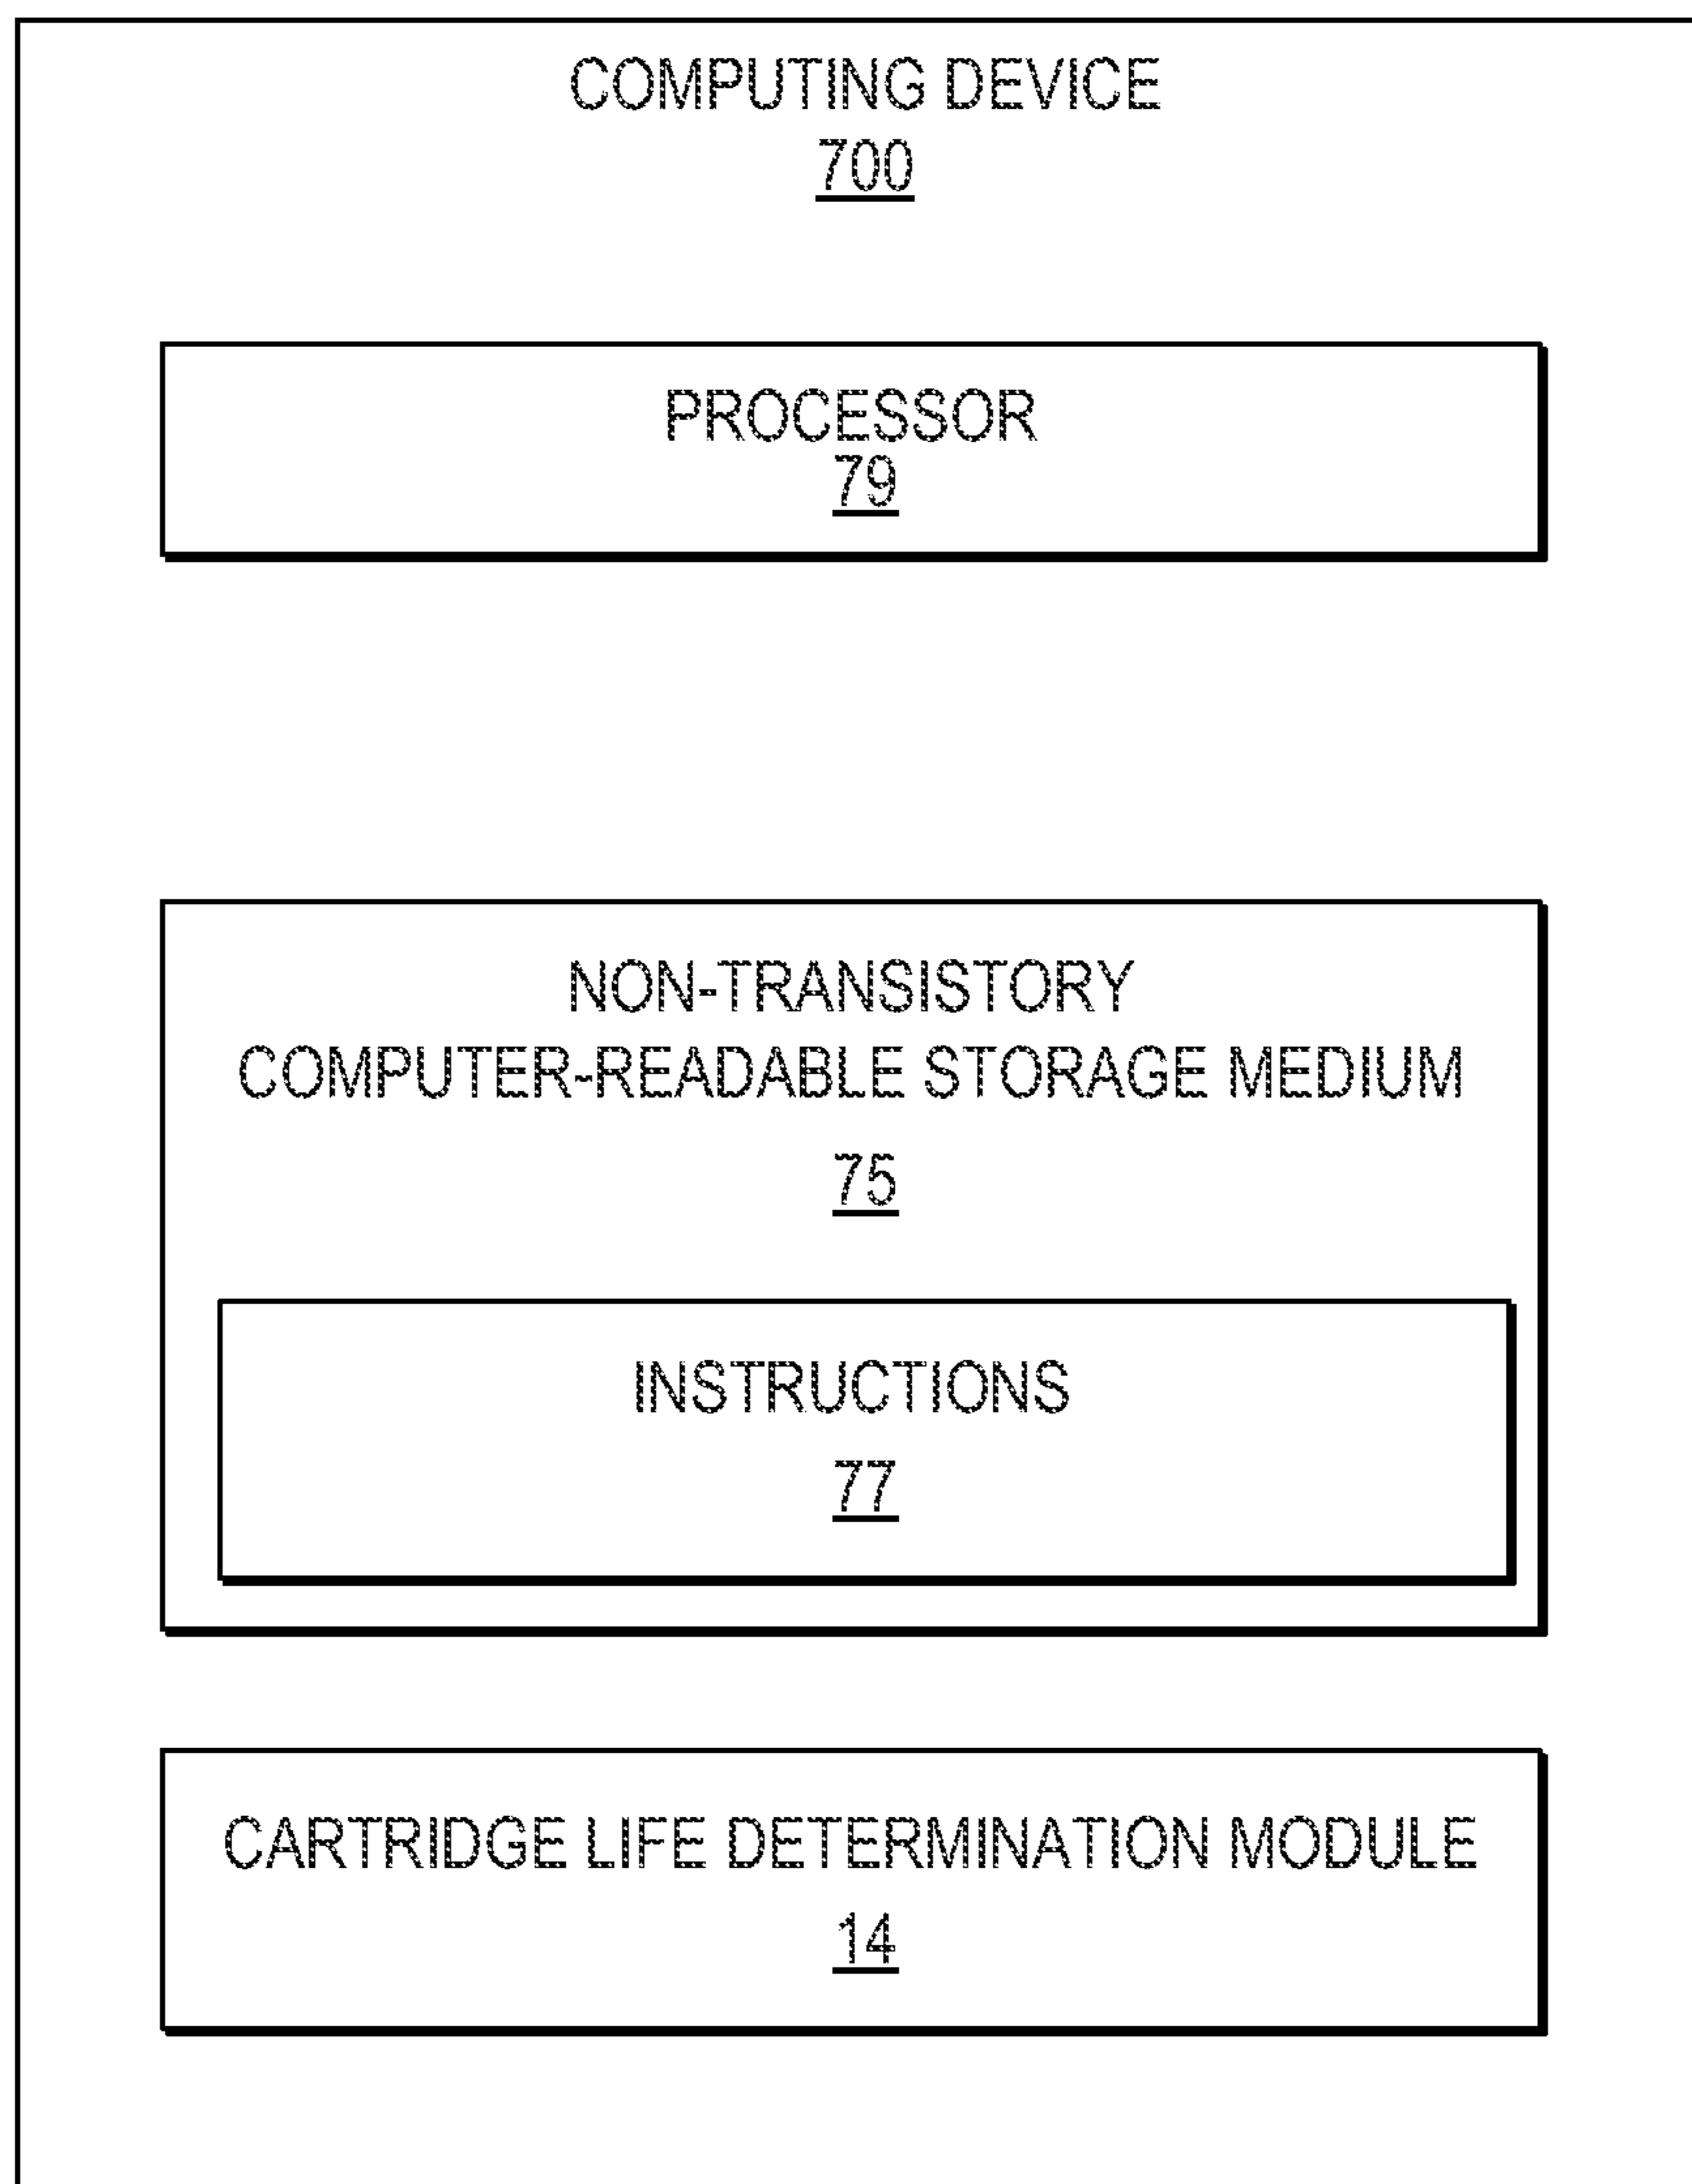 COMPUTING DEVICE
700
PROCESSOR
79
NON-TRANSISTORY
COMPUTER-READABLE STORAGE MEDIUM
75
INSTRUCTIONS
77
CARTRIDGE LIFE DETERMINATION MODULE
14